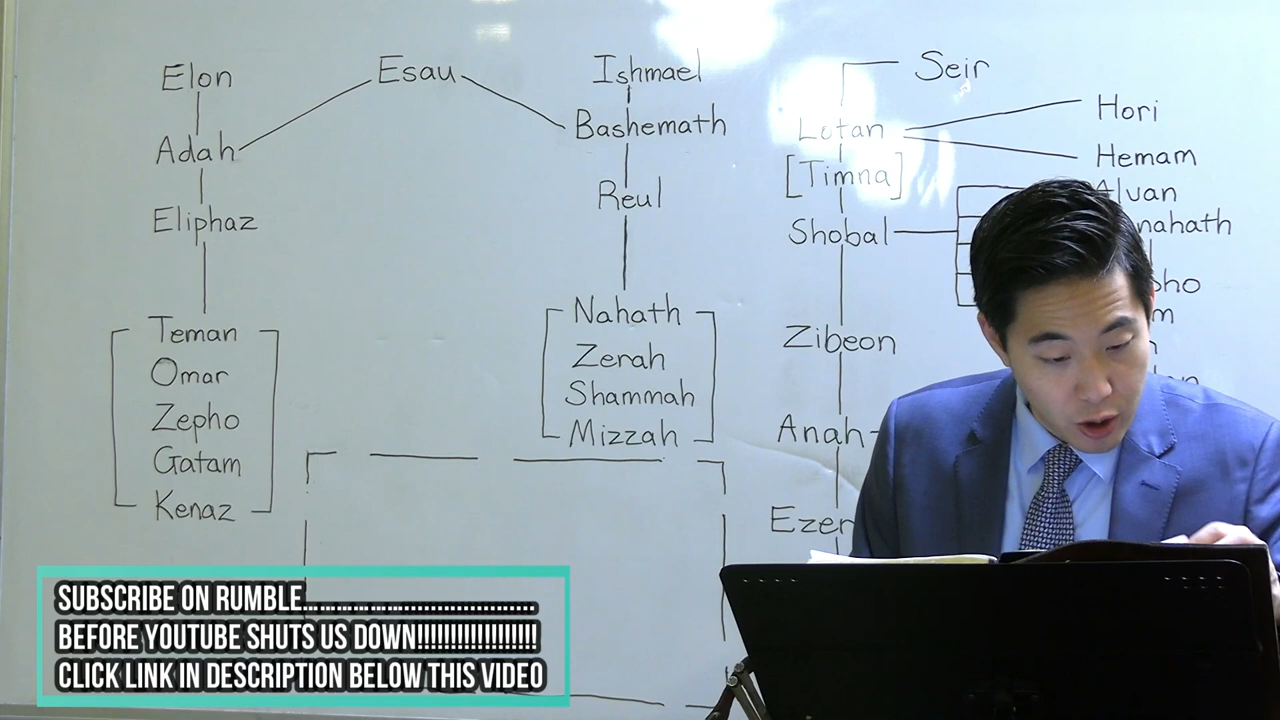 Elon
Esau
Ishmael
Seir
Adah
Bashemath
Lotan
Hori
Hemam
[Timna]
Eliphaz
Reul
Shobal
Alvan
Teman
Omar
Zepho
Gatam
Kenaz
Nahath
Zerah
Shammah
Mizzah
Zibeon
Anah
Ezer
SUBSCRIBE ON RUMBLE.......................................
BEFORE YOUTUBE SHUTS US DOWN!!!!!!!!!!!!!!!!!!
CLICK LINK IN DESCRIPTION BELOW THIS VIDEO